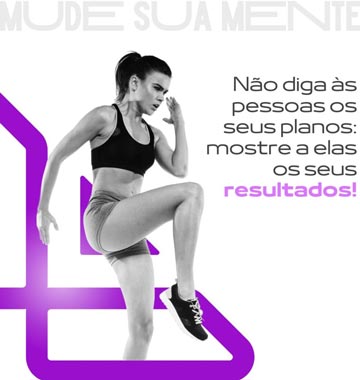 MUDE SUA MENTE
Não diga às
pessoas os
seus planos:
mostre a elas
os seus
resultados!